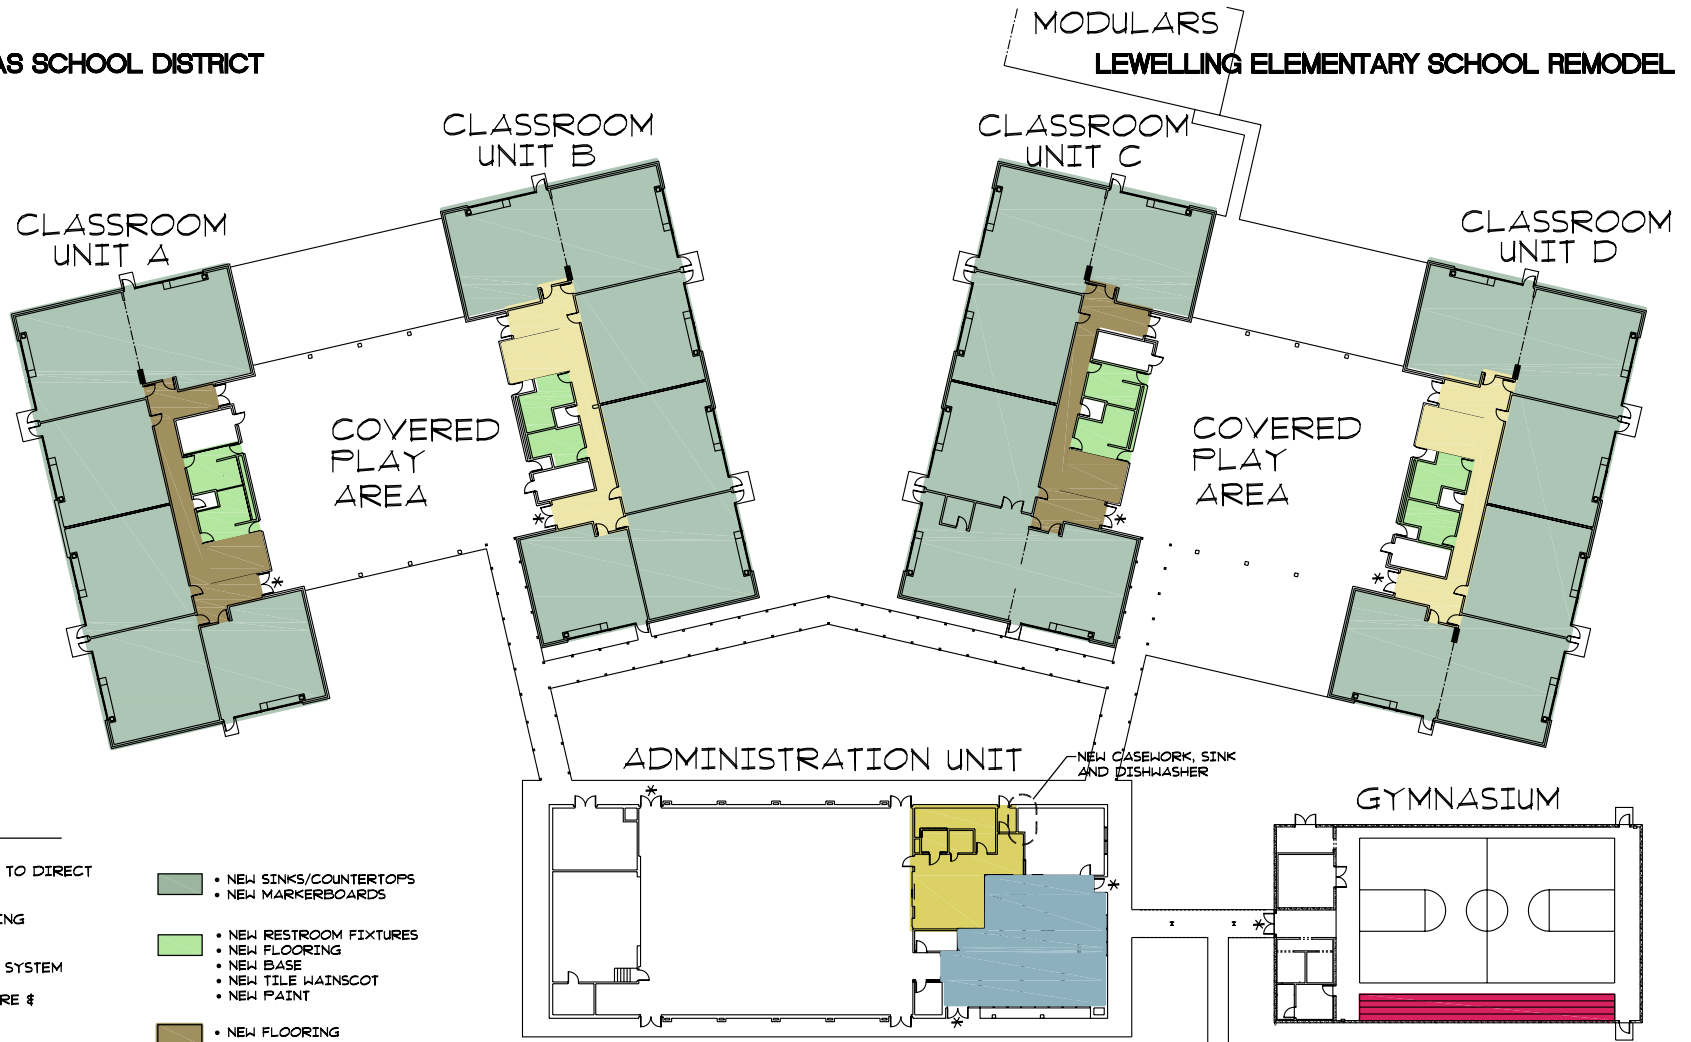 MODULARS
AS SCHOOL DISTRICT
LEWELLING ELEMENTARY SCHOOL REMODEL
CLASSROOM
UNIT B
CLASSROOM
UNIT C
CLASSROOM
UNIT A
CLASSROOM
UNIT D
COVERED
PLAY
AREA
COVERED
PLAY
AREA
ADMINISTRATION UNIT
NEW CASEWORK, SINK
AND DISHWASHER
GYMNASIUM
TO DIRECT
ING
SYSTEM
RE &
• NEW SINKS/COUNTERTOPS
• NEW MARKERBOARDS
• NEW RESTROOM FIXTURES
• NEW FLOORING
• NEW BASE
• NEW TILE WAINSCOT
• NEW PAINT
• NEW FLOORING